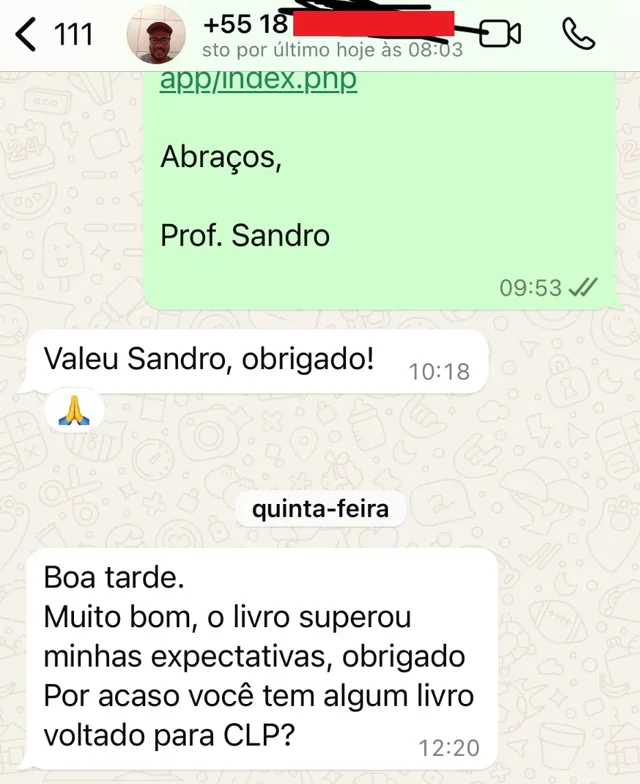 111
+55 18
sto por último hoje às 08:03
app/index.php
Abraços,
Prof. Sandro
09:53
Valeu Sandro, obrigado!
10:18
quinta-feira
Boa tarde.
Muito bom, o livro superou
minhas expectativas, obrigado
Por acaso você tem algum livro
voltado para CLP?
12:20